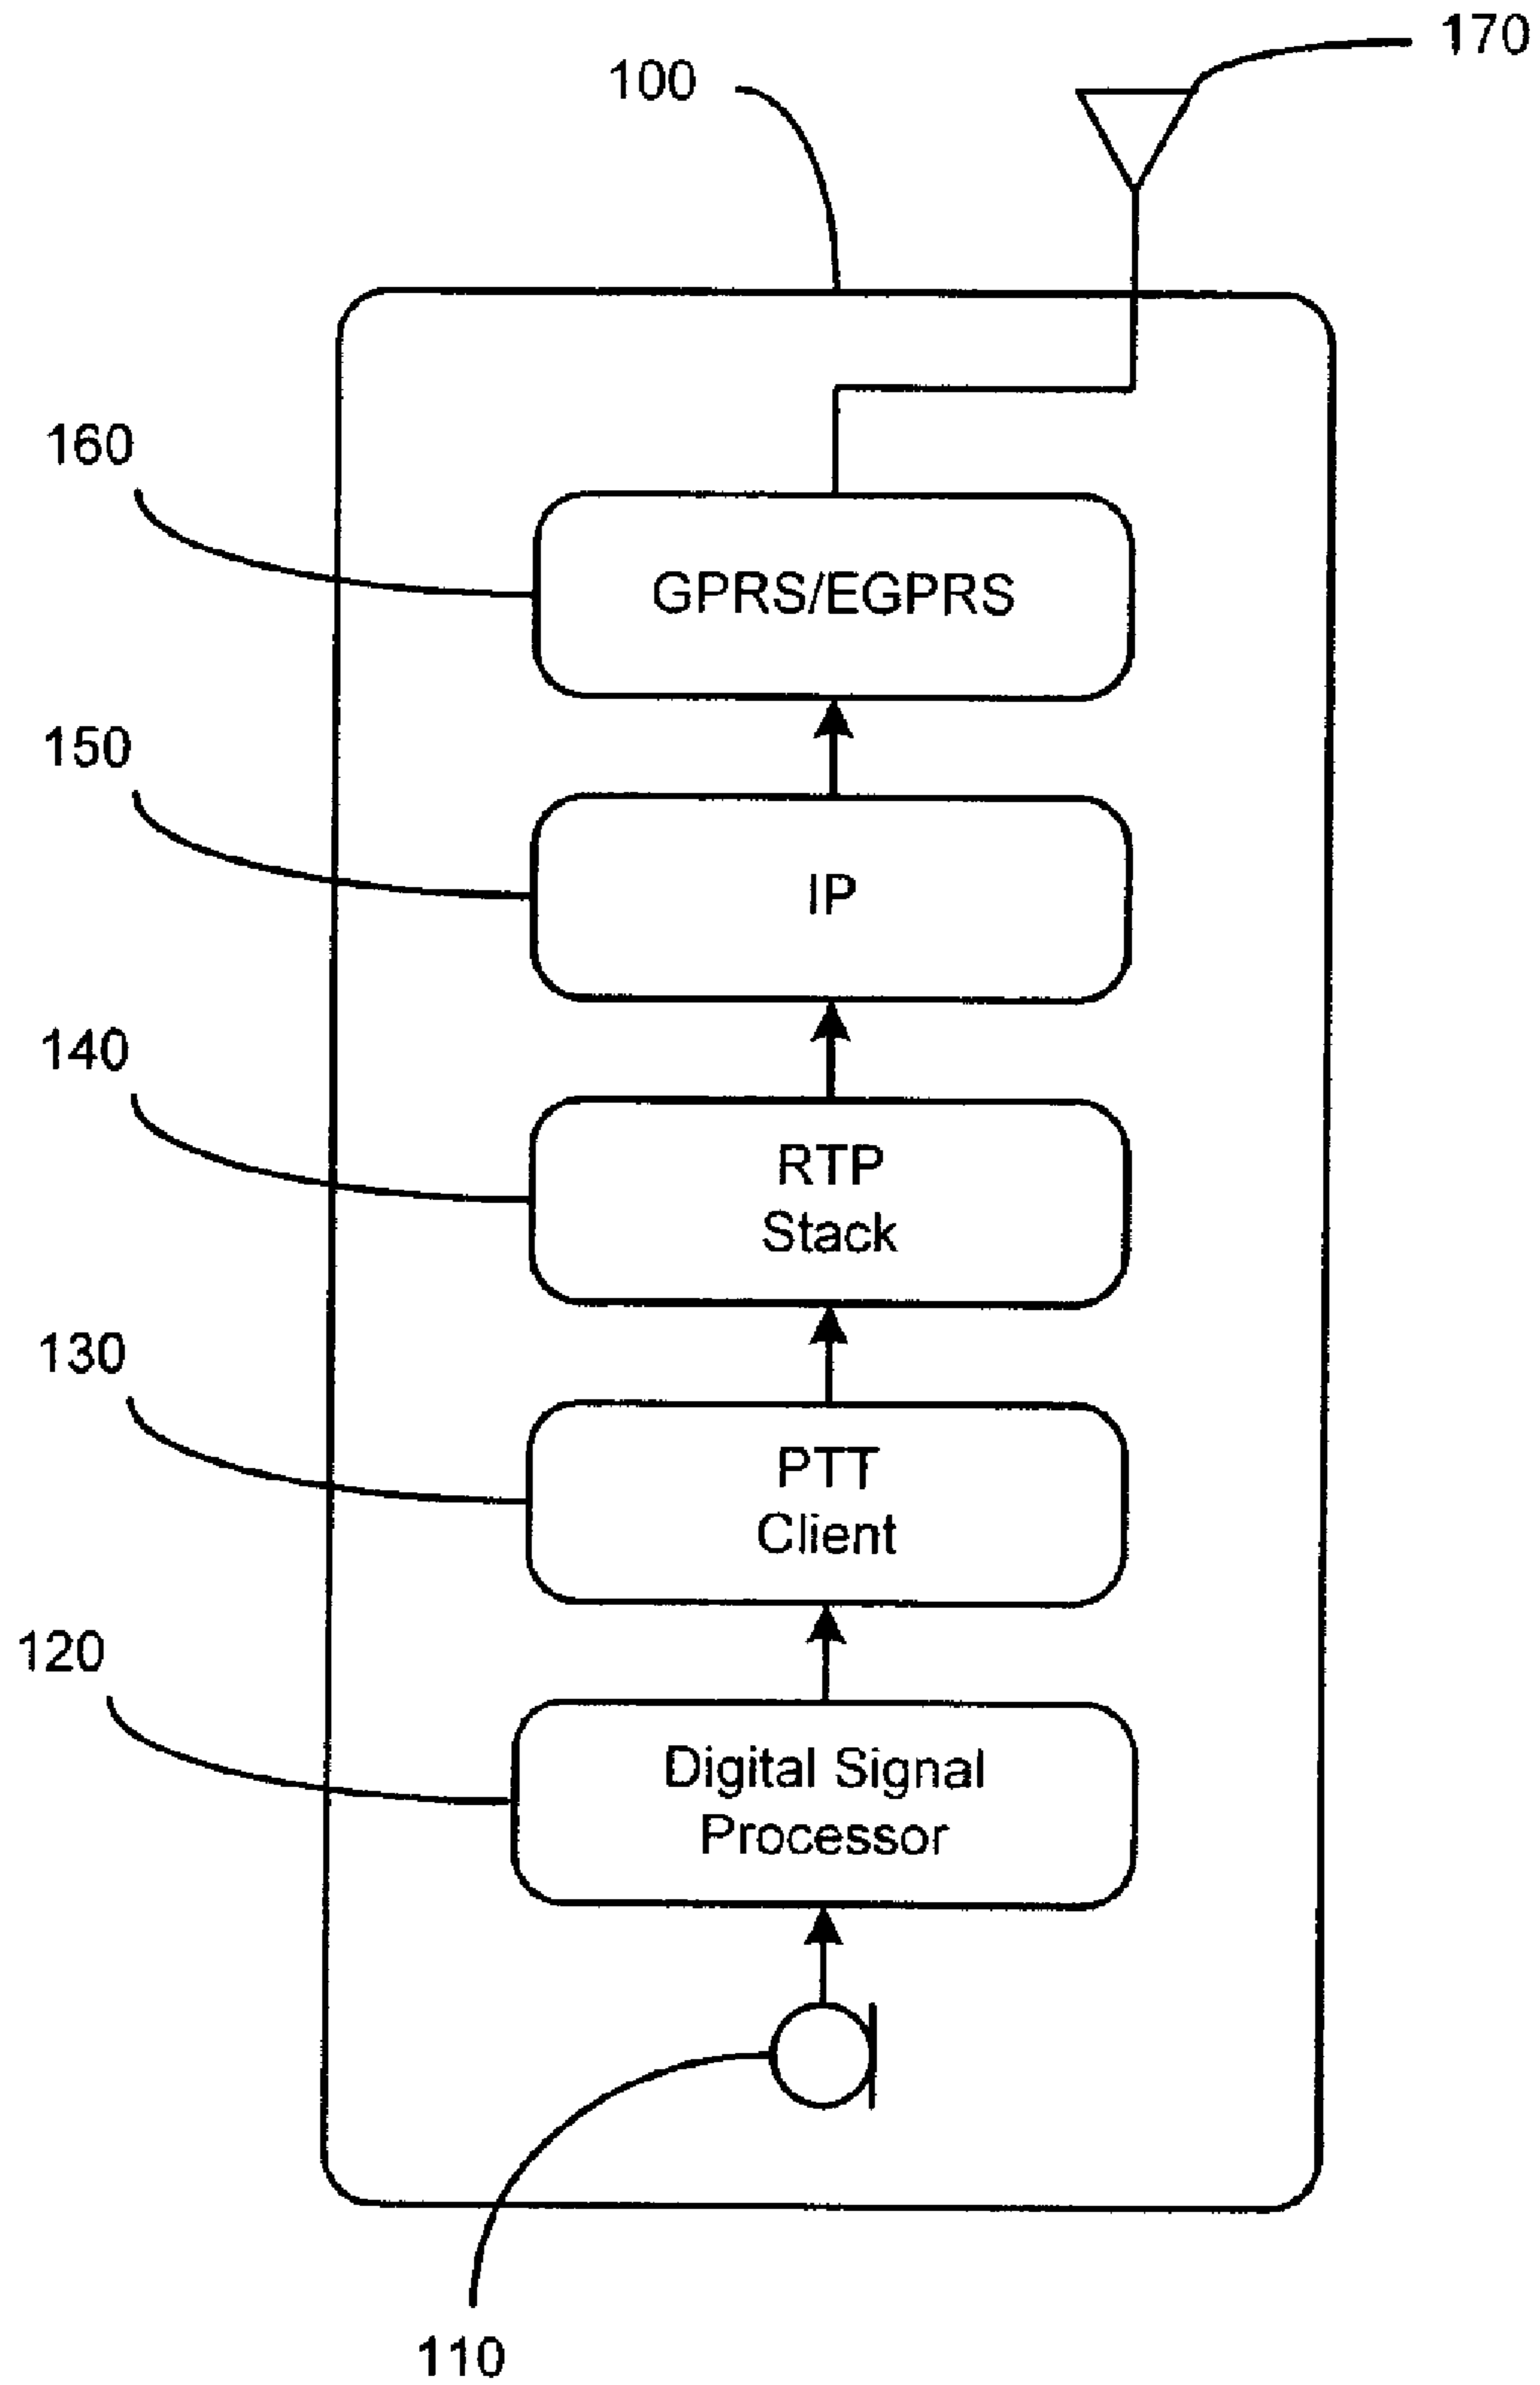 170
100
160
GPRS/EGPRS
150
IP
140
RTP
Stack
130
PTT
Client
120
Digital Signal
Processor
110